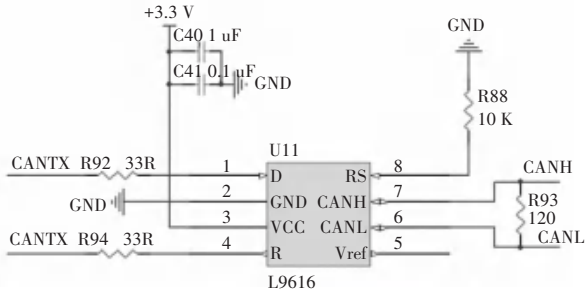 +3.3 V
GND
C40 1 uF
C41 0.1 uF
GND
R88
10 K
U11
CANTX R92 33R 1 D RS 8 CANH
GND 2 GND CANH 7
R93
120
3 VCC CANL 6
CANL
CANTX R94 33R 4 R Vref 5
L9616